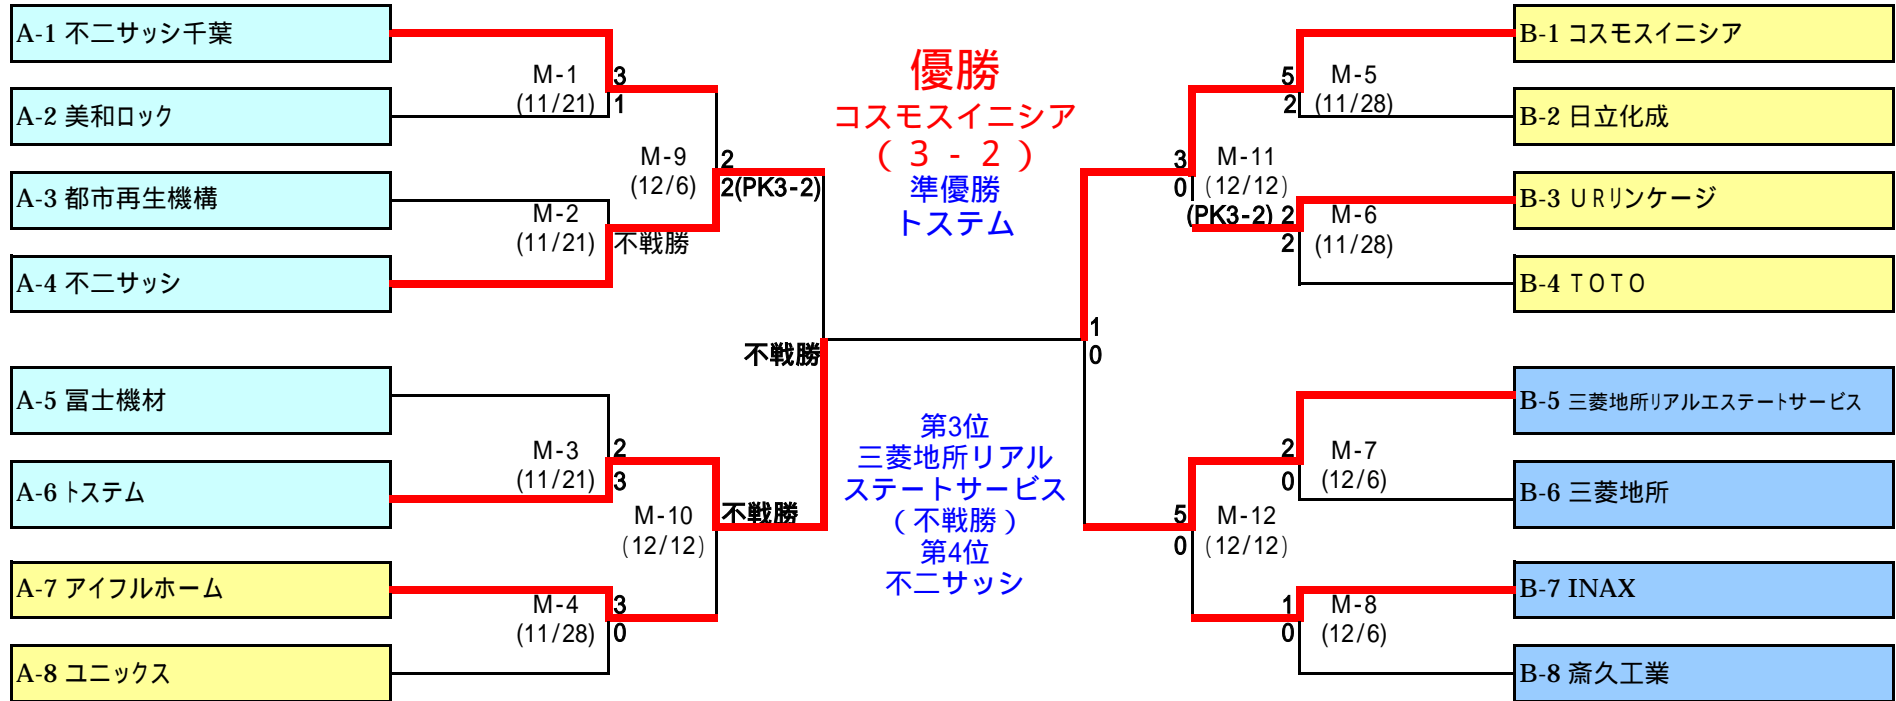 A-1 不二サッシ千葉
A-2 美和ロック
A-3 都市再生機構
A-4 不二サッシ
A-5 冨士機材
A-6 トステム
A-7 アイフルホーム
A-8 ユニックス
M-1
(11/21)
3
1
M-2
(11/21)
不戦勝
M-9
(12/6)
2
2(PK3-2)
M-3
(11/21)
2
3
M-4
(11/28)
3
0
M-10
(12/12)
不戦勝
不戦勝
優勝
コスモスイニシア
(3-2)
準優勝
トステム
第3位
三菱地所リアル
ステートサービス
(不戦勝)
第4位
不二サッシ
1
0
3
0
M-11
(12/12)
5
2
M-5
(11/28)
(PK3-2) 2
2
M-6
(11/28)
2
0
M-7
(12/6)
5
0
M-12
(12/12)
1
0
M-8
(12/6)
B-1 コスモスイニシア
B-2 日立化成
B-3 URリンケージ
B-4 TOTO
B-5 三菱地所リアルエステートサービス
B-6 三菱地所
B-7 INAX
B-8 斎久工業